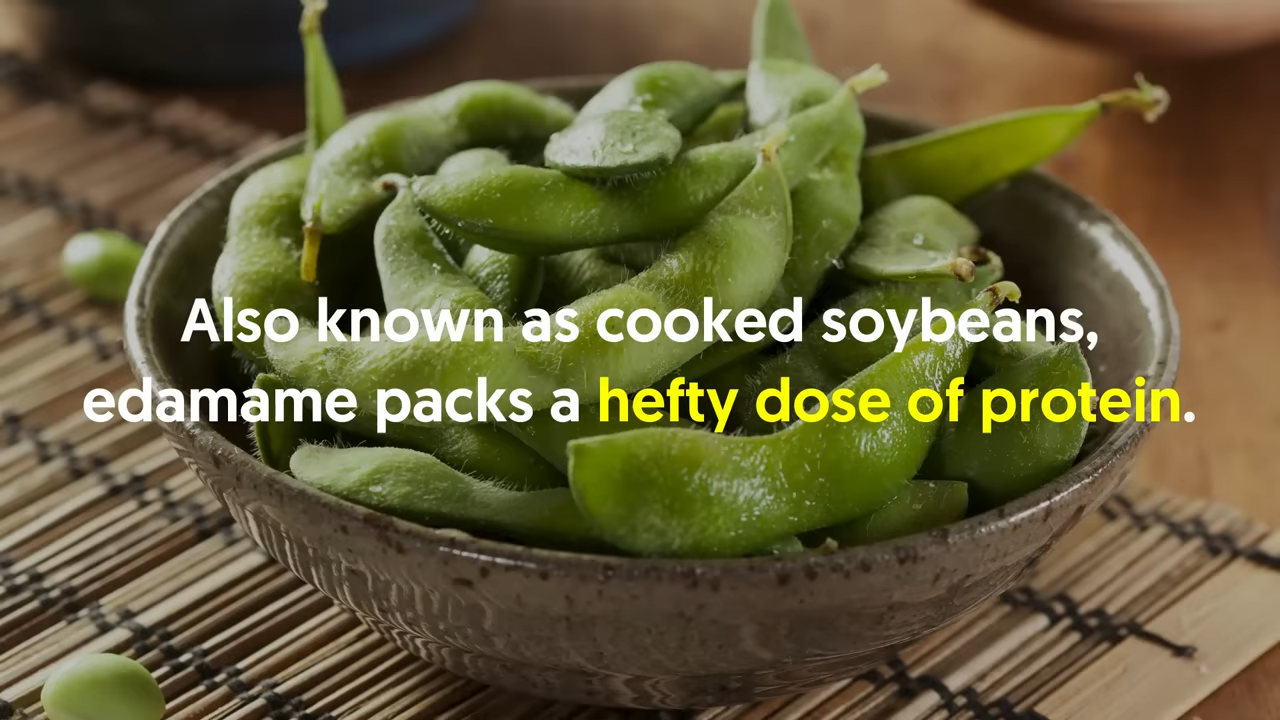 Also known as cooked soybeans,
edamame packs a hefty dose of protein.